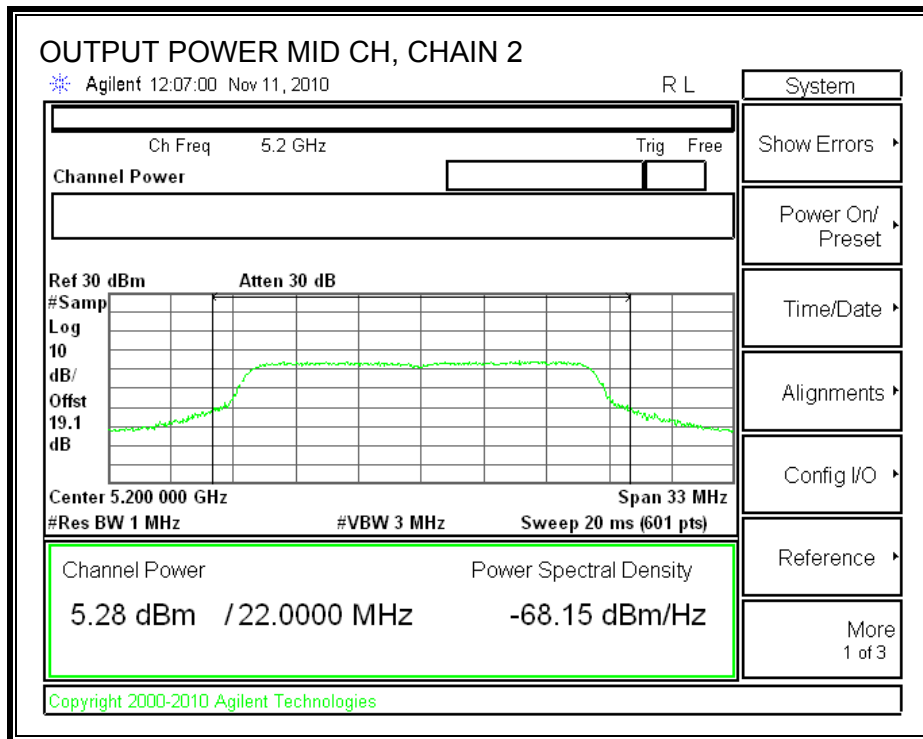 OUTPUT POWER MID CH, CHAIN 2
Agilent 12:07:00 Nov 11, 2010 R L
System
Ch Freq 5.2 GHz Trig Free
Show Errors
Channel Power
Power On/
Preset
Ref 30 dBm Atten 30 dB
#Samp
Log
10
dB/
Offst
19.1
dB
Time/Date
Alignments
Config I/O
Center 5.200 000 GHz Span 33 MHz
#Res BW 1 MHz #VBW 3 MHz Sweep 20 ms (601 pts)
Channel Power Power Spectral Density
5.28 dBm / 22.0000 MHz -68.15 dBm/Hz
Reference
More
1 of 3
Copyright 2000-2010 Agilent Technologies